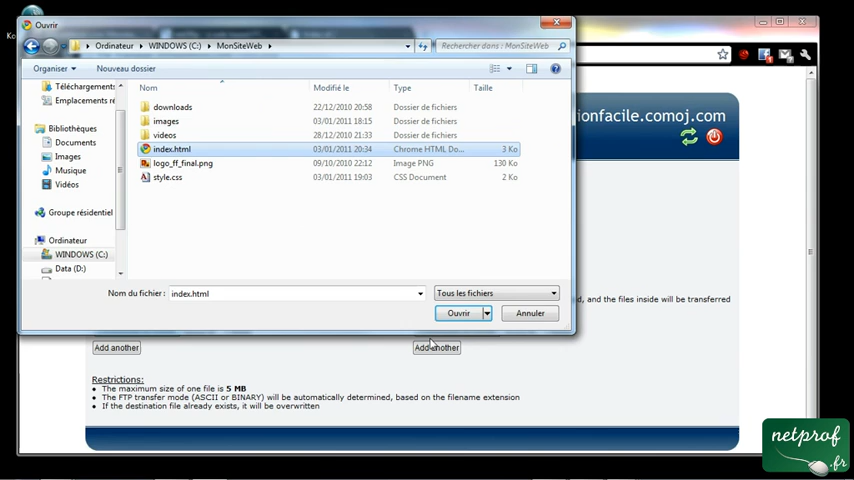 Ouvrir
Ordinateur WINDOWS (C:) MonSiteWeb
Rechercher dans : MonSiteWeb
Organiser Nouveau dossier
Nom Modifié le Type Taille
Téléchargements
Emplacements ré
Bibliothèques
Documents
Images
Musique
Vidéos
Groupe résidentiel
Ordinateur
WINDOWS (C:)
Data (D:)
downloads 22/12/2010 20:58 Dossier de fichiers
images 03/01/2011 18:15 Dossier de fichiers
videos 28/12/2010 21:33 Dossier de fichiers
index.html 03/01/2011 20:34 Chrome HTML Do... 3 Ko
logo_ff_final.png 09/10/2010 22:12 Image PNG 130 Ko
style.css 03/01/2011 19:03 CSS Document 2 Ko
Nom du fichier : index.html Tous les fichiers
Ouvrir Annuler
ionfacile.comoj.com
d, and the files inside will be transferred
Add another Add another
Restrictions:
The maximum size of one file is 5 MB
The FTP transfer mode (ASCII or BINARY) will be automatically determined, based on the filename extension
If the destination file already exists, it will be overwritten
netprof
.fr